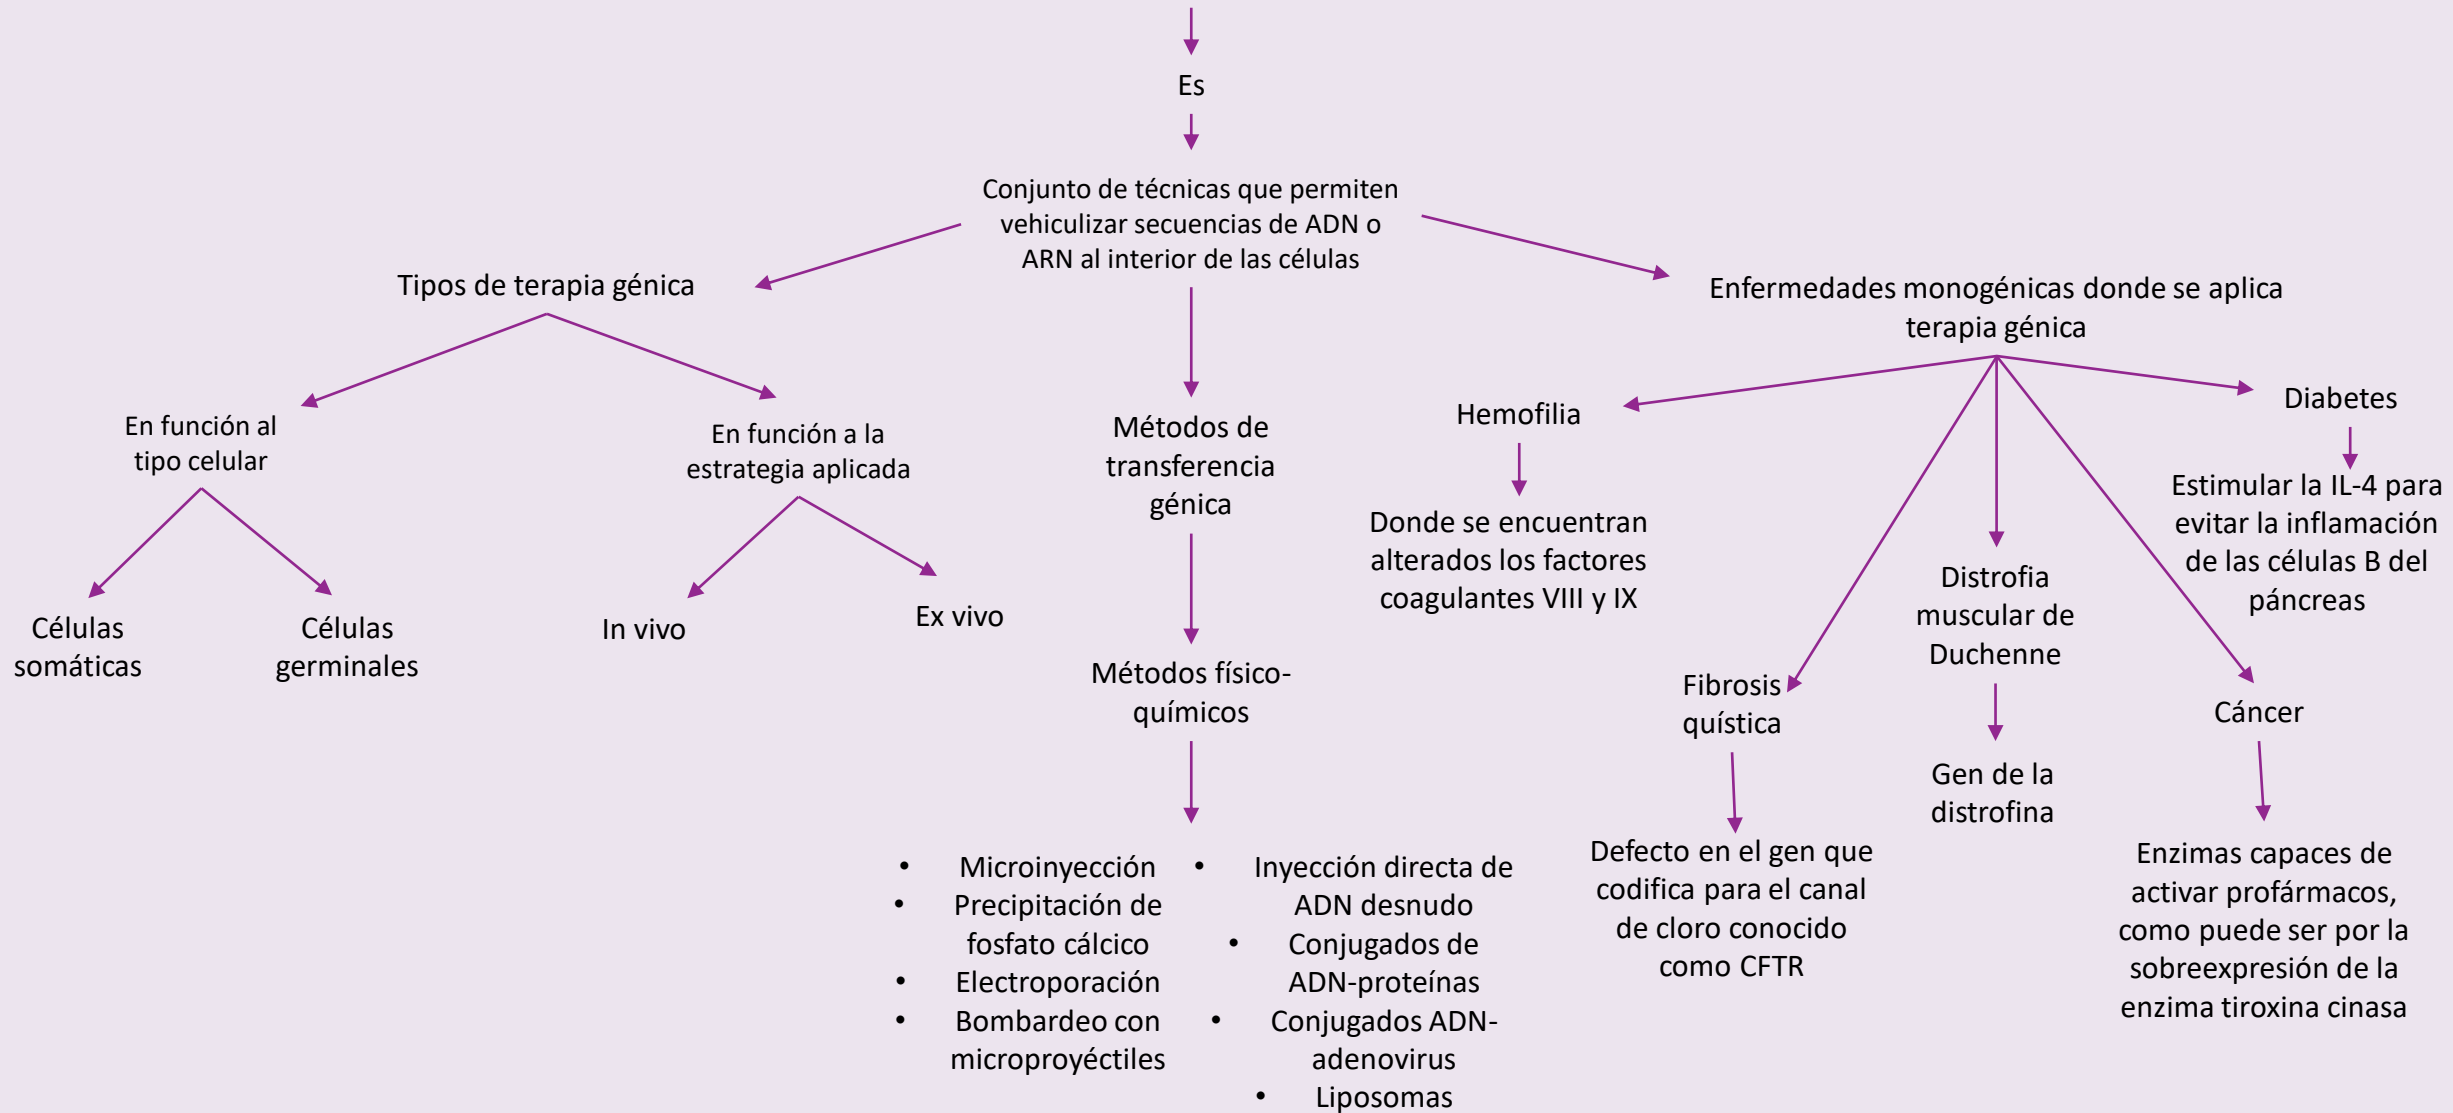 Es
Conjunto de técnicas que permiten
vehiculizar secuencias de ADN o
ARN al interior de las células
Tipos de terapia génica
En función al
tipo celular
Células
somáticas
Células
germinales
En función a la
estrategia aplicada
In vivo
Ex vivo
Métodos de
transferencia
génica
Métodos físico-
químicos
• Microinyección
• Precipitación de
fosfato cálcico
• Electroporación
• Bombardeo con
microproyéctiles
• Inyección directa de
ADN desnudo
• Conjugados de
ADN-proteínas
• Conjugados ADN-
adenovirus
• Liposomas
Enfermedades monogénicas donde se aplica
terapia génica
Hemofilia
Donde se encuentran
alterados los factores
coagulantes VIII y IX
Fibrosis
quística
Defecto en el gen que
codifica para el canal
de cloro conocido
como CFTR
Distrofia
muscular de
Duchenne
Gen de la
distrofina
Cáncer
Enzimas capaces de
activar profármacos,
como puede ser por la
sobreexpresión de la
enzima tiroxina cinasa
Diabetes
Estimular la IL-4 para
evitar la inflamación
de las células B del
páncreas